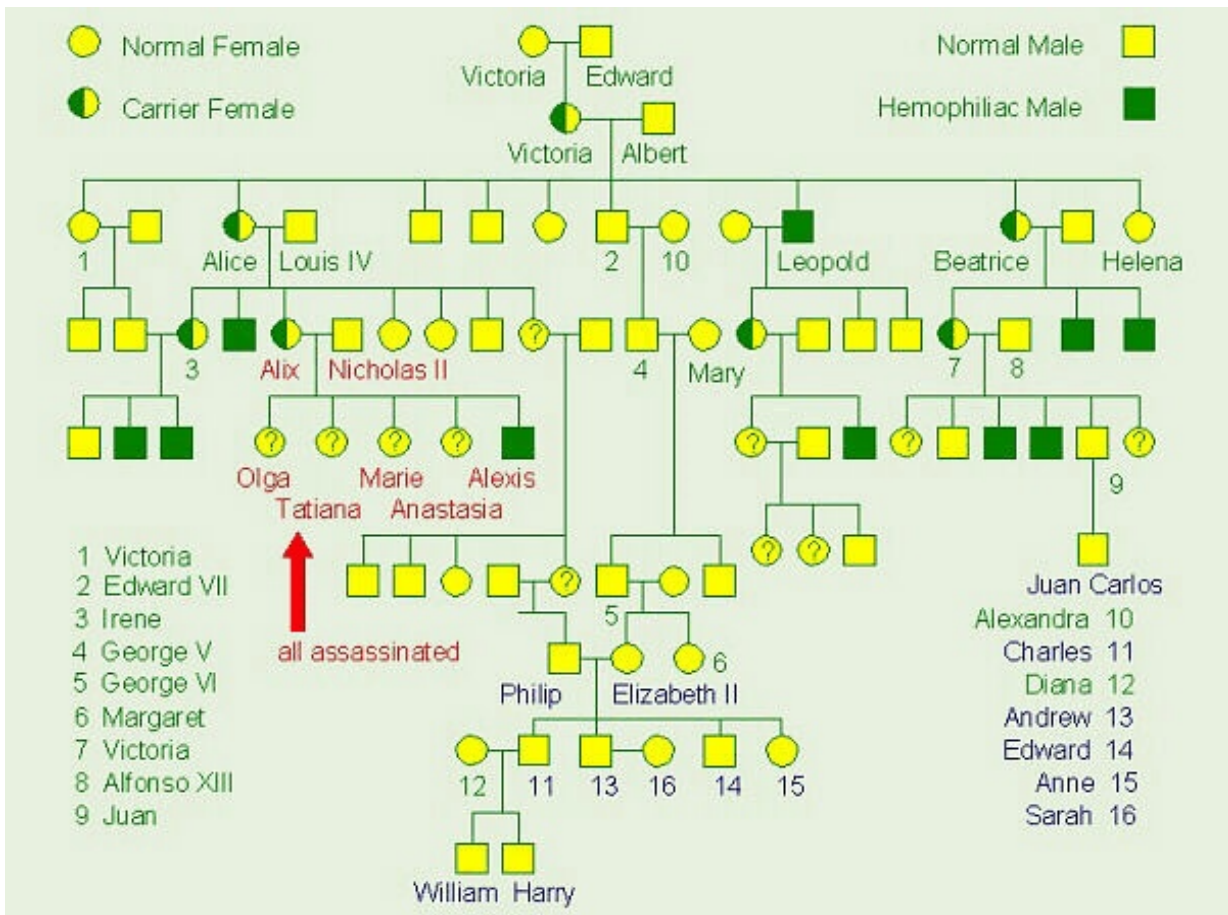 Normal Female
Normal Male
Victoria Edward
Carrier Female
Hemophiliac Male
Victoria Albert
1 Alice Louis IV 2 10 Leopold Beatrice Helena
?
3 Alix Nicholas II 4 Mary 7 8
? ? ? ? ? ? ?
Olga Marie Alexis 9
Tatiana Anastasia
? ? ?
1 Victoria
Juan Carlos
2 Edward VII
5
Alexandra 10
3 Irene
all assassinated
Charles 11
4 George V
6
Diana 12
5 George VI
Philip Elizabeth II
Andrew 13
6 Margaret
Edward 14
7 Victoria
Anne 15
8 Alfonso XIII
12 11 13 16 14 15
Sarah 16
9 Juan
William Harry